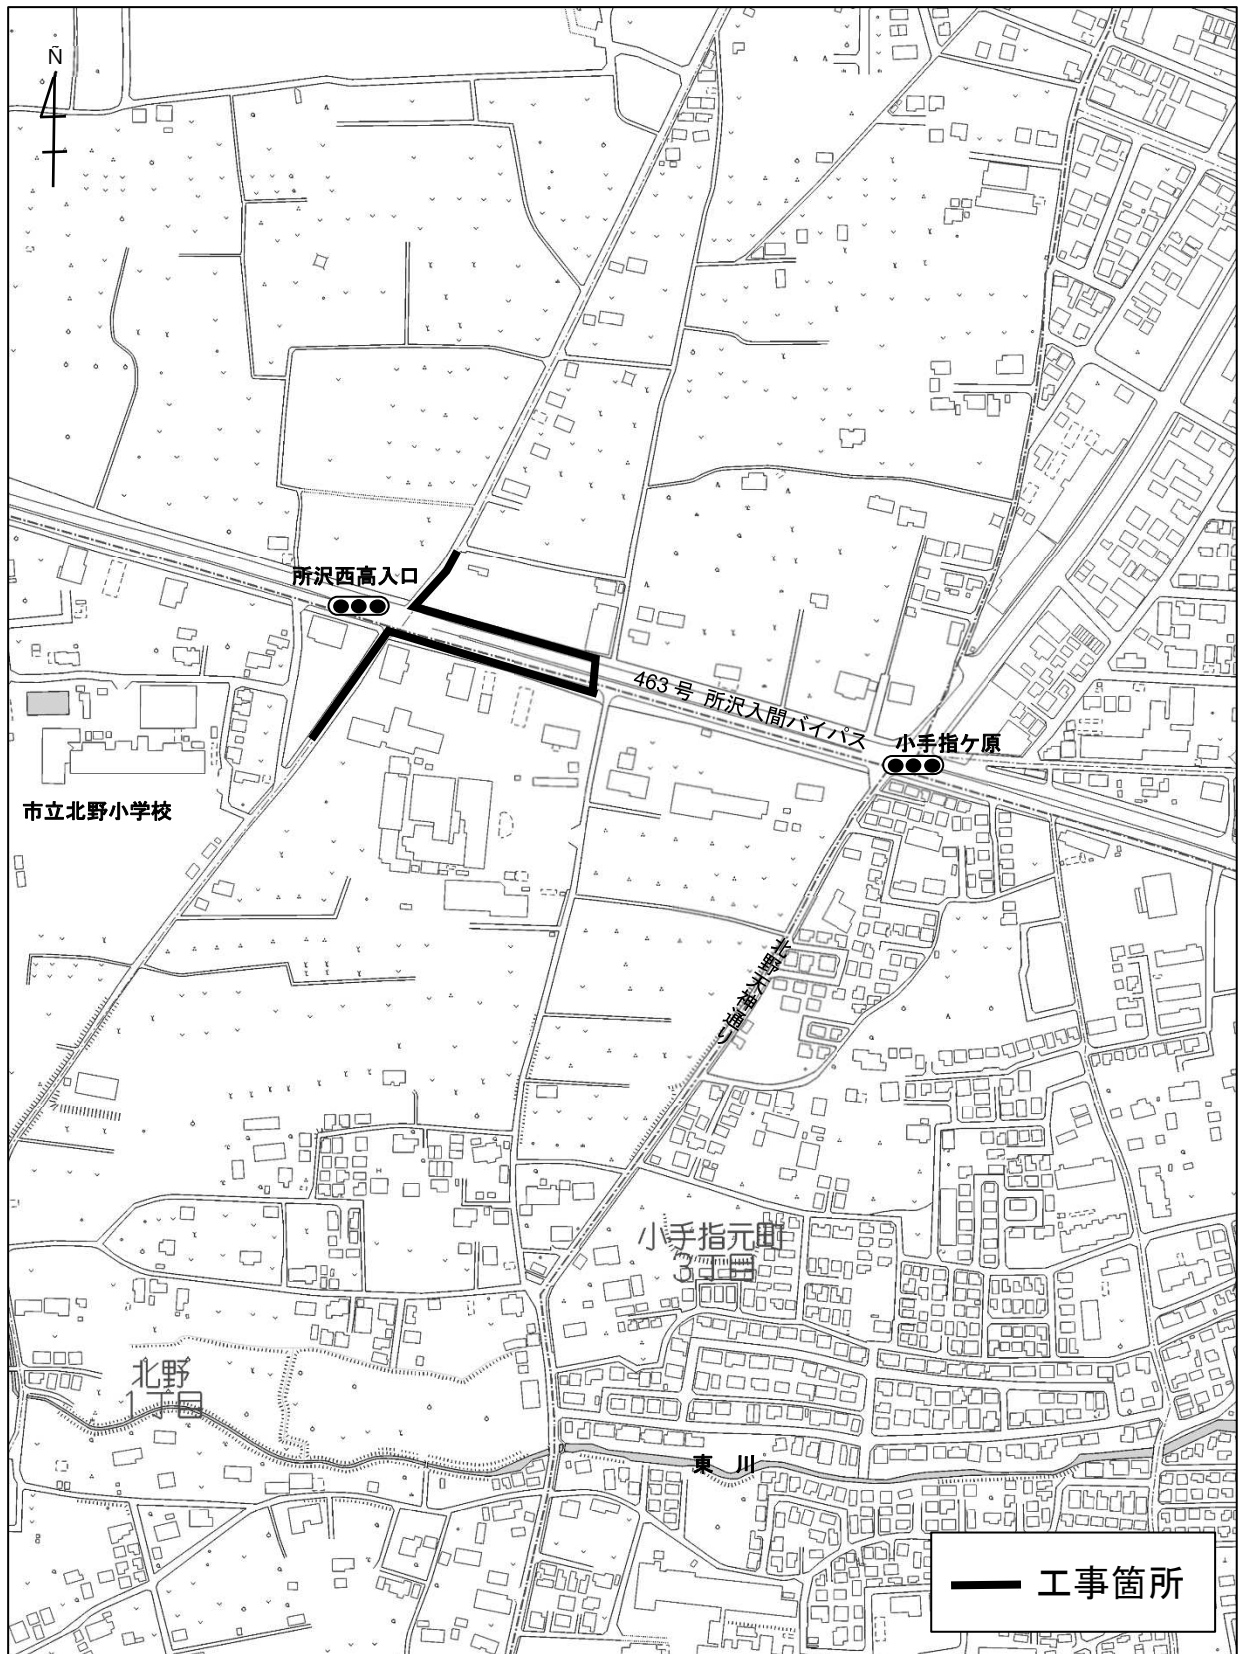 N
所沢西高入口
463号 所沢入間バイパス
小手指ケ原
市立北野小学校
北野天神通り
小手指元町
3丁目
北野
1丁目
東 川
工事箇所